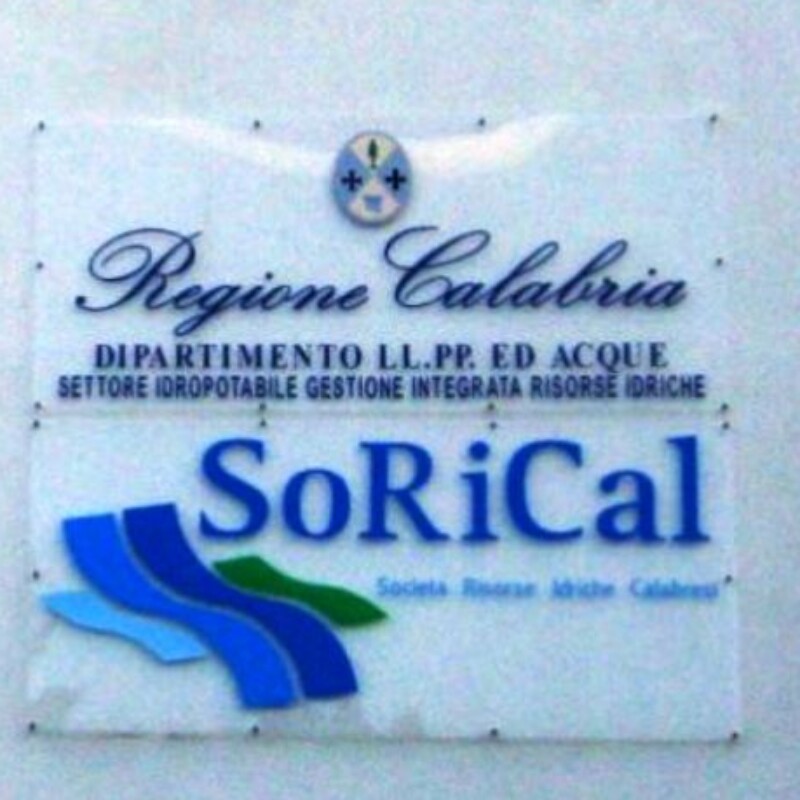 Regione Calabria
DIPARTIMENTO LL.PP. ED ACQUE
SETTORE IDROPOTABILE GESTIONE INTEGRATA RISORSE IDRICHE
SoRiCal
Societa Risorse Idriche Calabresi